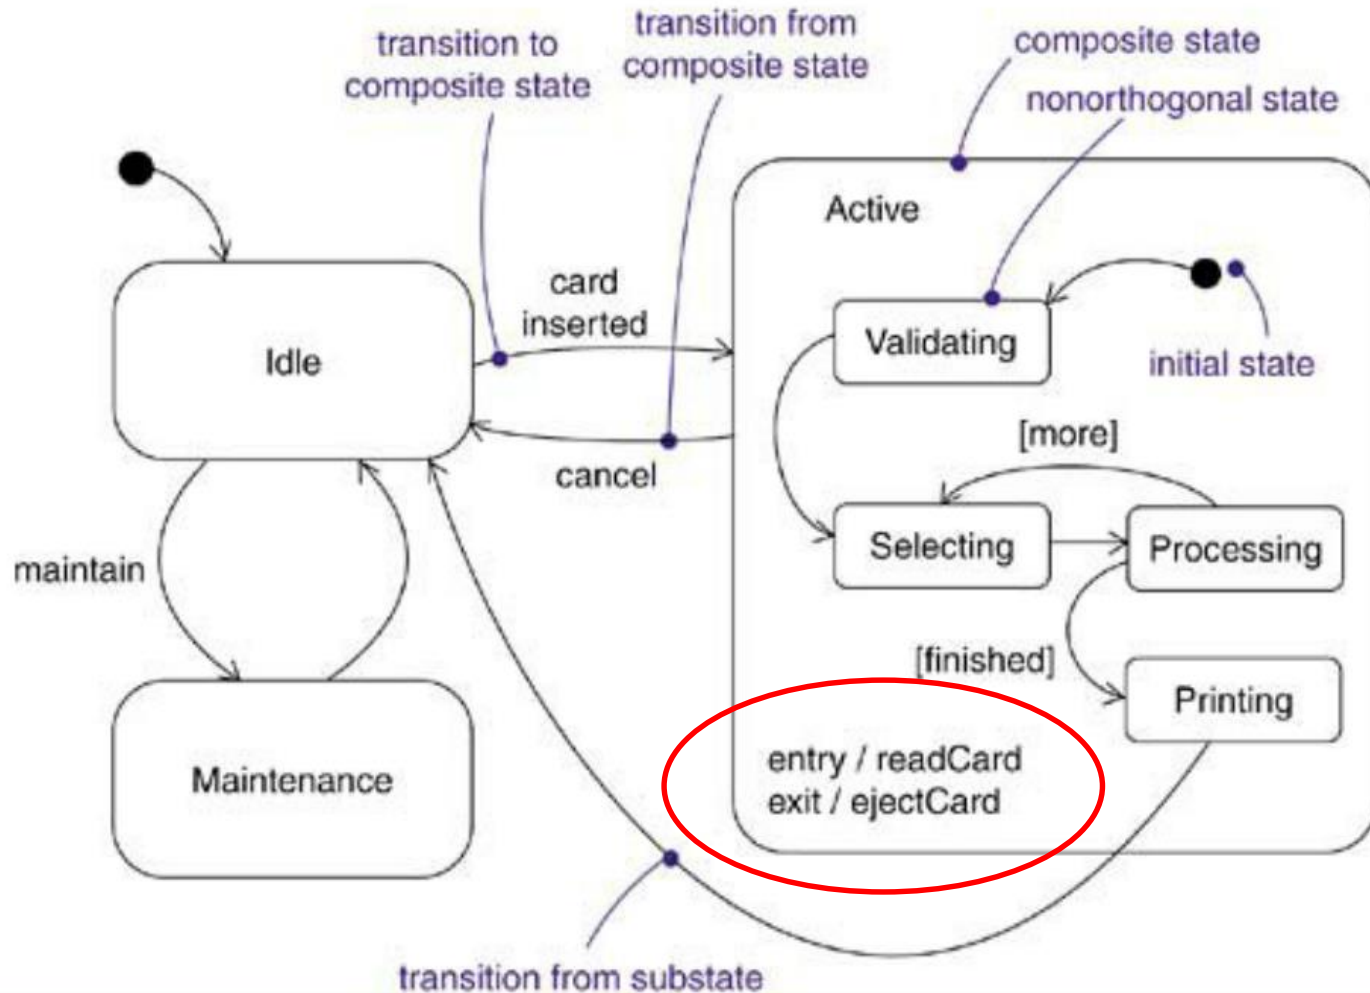 transition to
composite state
transition from
composite state
composite state
nonorthogonal state
Active
card
inserted
Idle
Validating
initial state
cancel
[more]
Selecting
Processing
maintain
[finished]
Printing
Maintenance
entry / readCard
exit / ejectCard
transition from substate